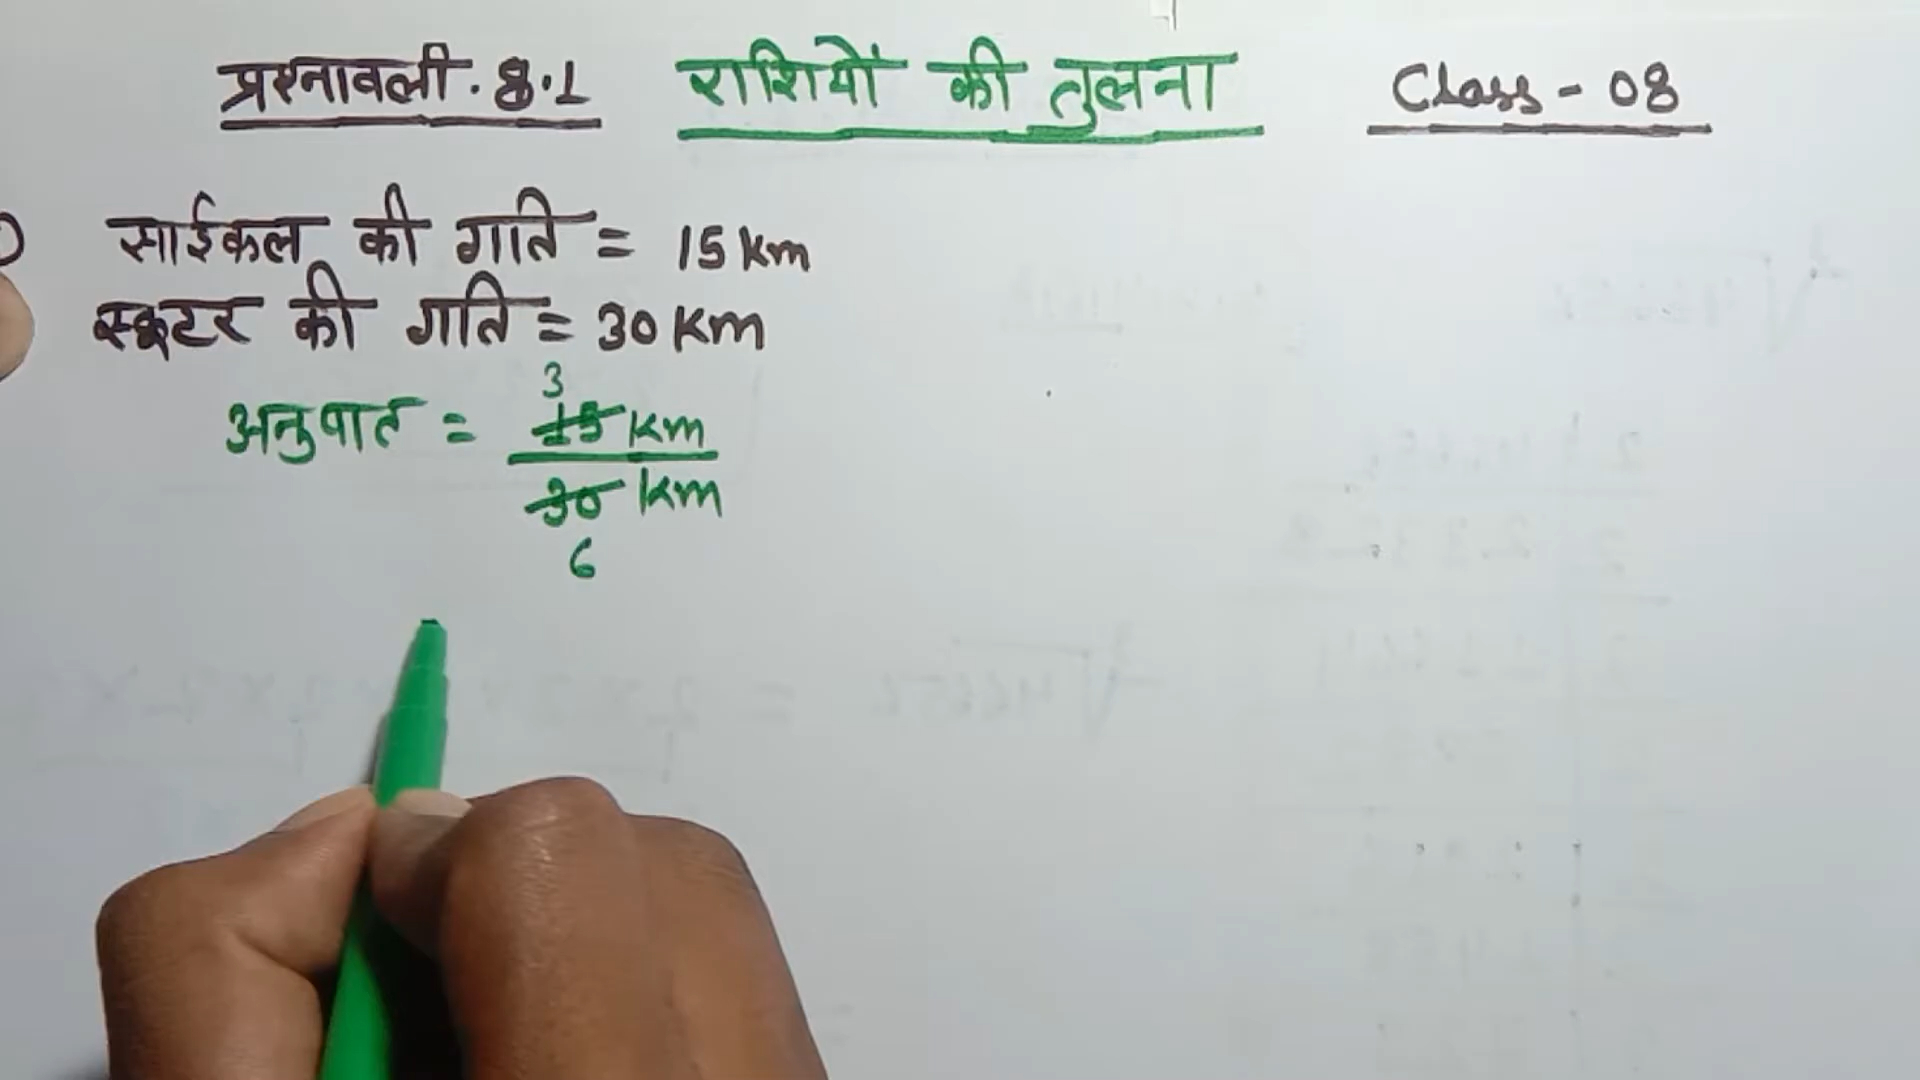 प्रश्नावली.8.1 राशियों की तुलना Class - 08
साईकल की गति = 15 km
स्कूटर की गति = 30 km
3
अनुपात = 15 km
30 km
6